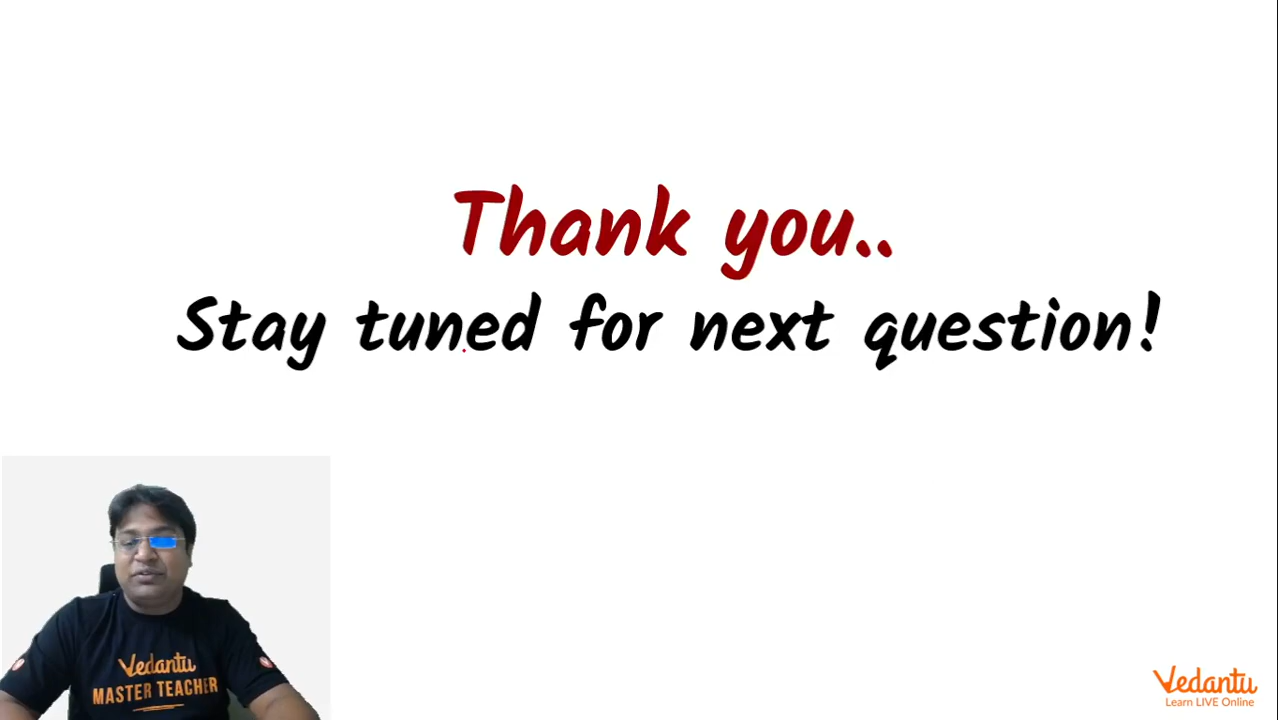 Thank you..
Stay tuned for next question!
Vedantu
MASTER TEACHER
Vedantu
Learn LIVE Online